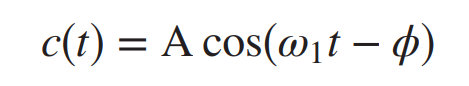 c(t) = A cos(ω₁t − ϕ)